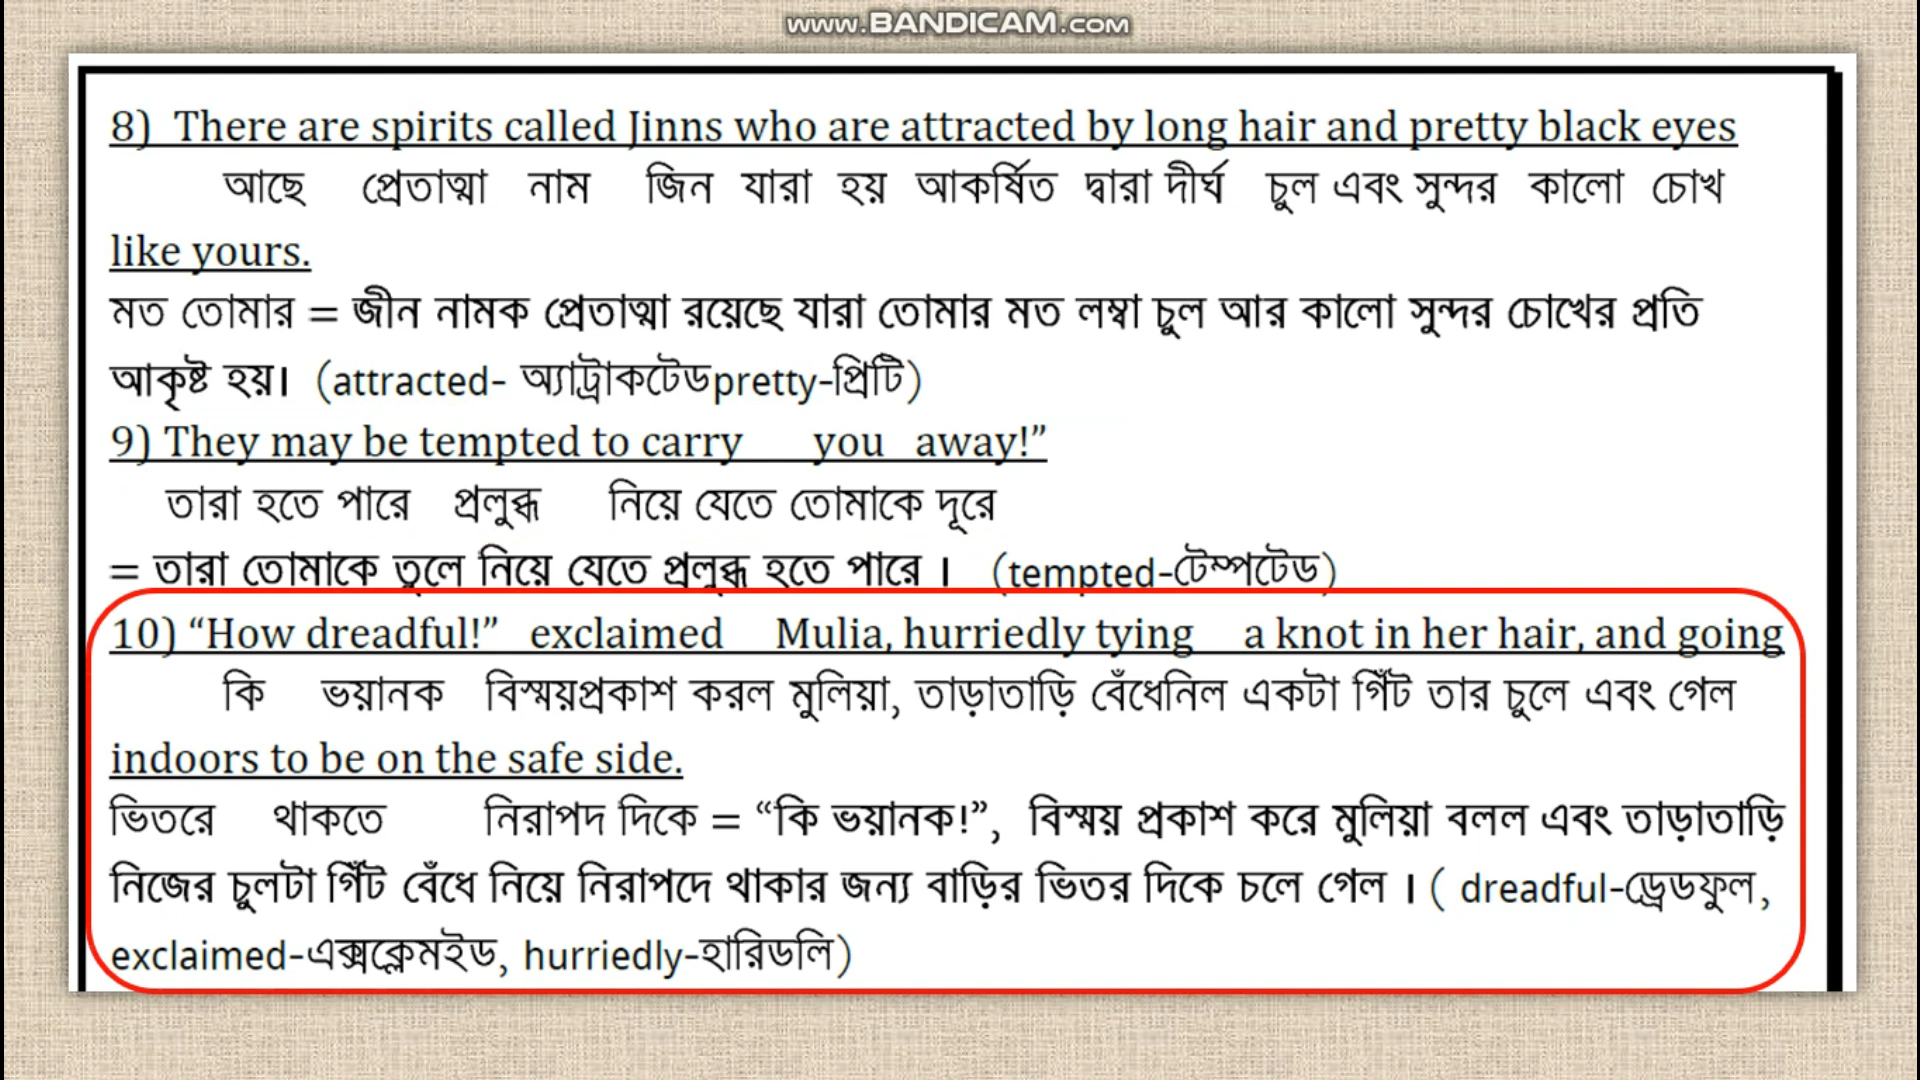 www.BANDICAM.com
8) There are spirits called Jinns who are attracted by long hair and pretty black eyes
আছে প্রেতাত্মা নাম জিন যারা হয় আকর্ষিত দ্বারা দীর্ঘ চুল এবং সুন্দর কালো চোখ
like yours.
মত তোমার = জীন নামক প্রেতাত্মা রয়েছে যারা তোমার মত লম্বা চুল আর কালো সুন্দর চোখের প্রতি
আকৃষ্ট হয়। (attracted- অ্যাট্রাকটেডpretty-প্রিটি)
9) They may be tempted to carry you away!”
তারা হতে পারে প্রলুব্ধ নিয়ে যেতে তোমাকে দূরে
= তারা তোমাকে তুলে নিয়ে যেতে প্রলুব্ধ হতে পারে । (tempted-টেম্পটেড)
10) “How dreadful!” exclaimed Mulia, hurriedly tying a knot in her hair, and going
কি ভয়ানক বিস্ময়প্রকাশ করল মুলিয়া, তাড়াতাড়ি বেঁধেনিল একটা গিঁট তার চুলে এবং গেল
indoors to be on the safe side.
ভিতরে থাকতে নিরাপদ দিকে = “কি ভয়ানক!”, বিস্ময় প্রকাশ করে মুলিয়া বলল এবং তাড়াতাড়ি
নিজের চুলটা গিঁট বেঁধে নিয়ে নিরাপদে থাকার জন্য বাড়ির ভিতর দিকে চলে গেল । ( dreadful-ড্রেডফুল,
exclaimed-এক্সক্লেমইড, hurriedly-হারিডলি)